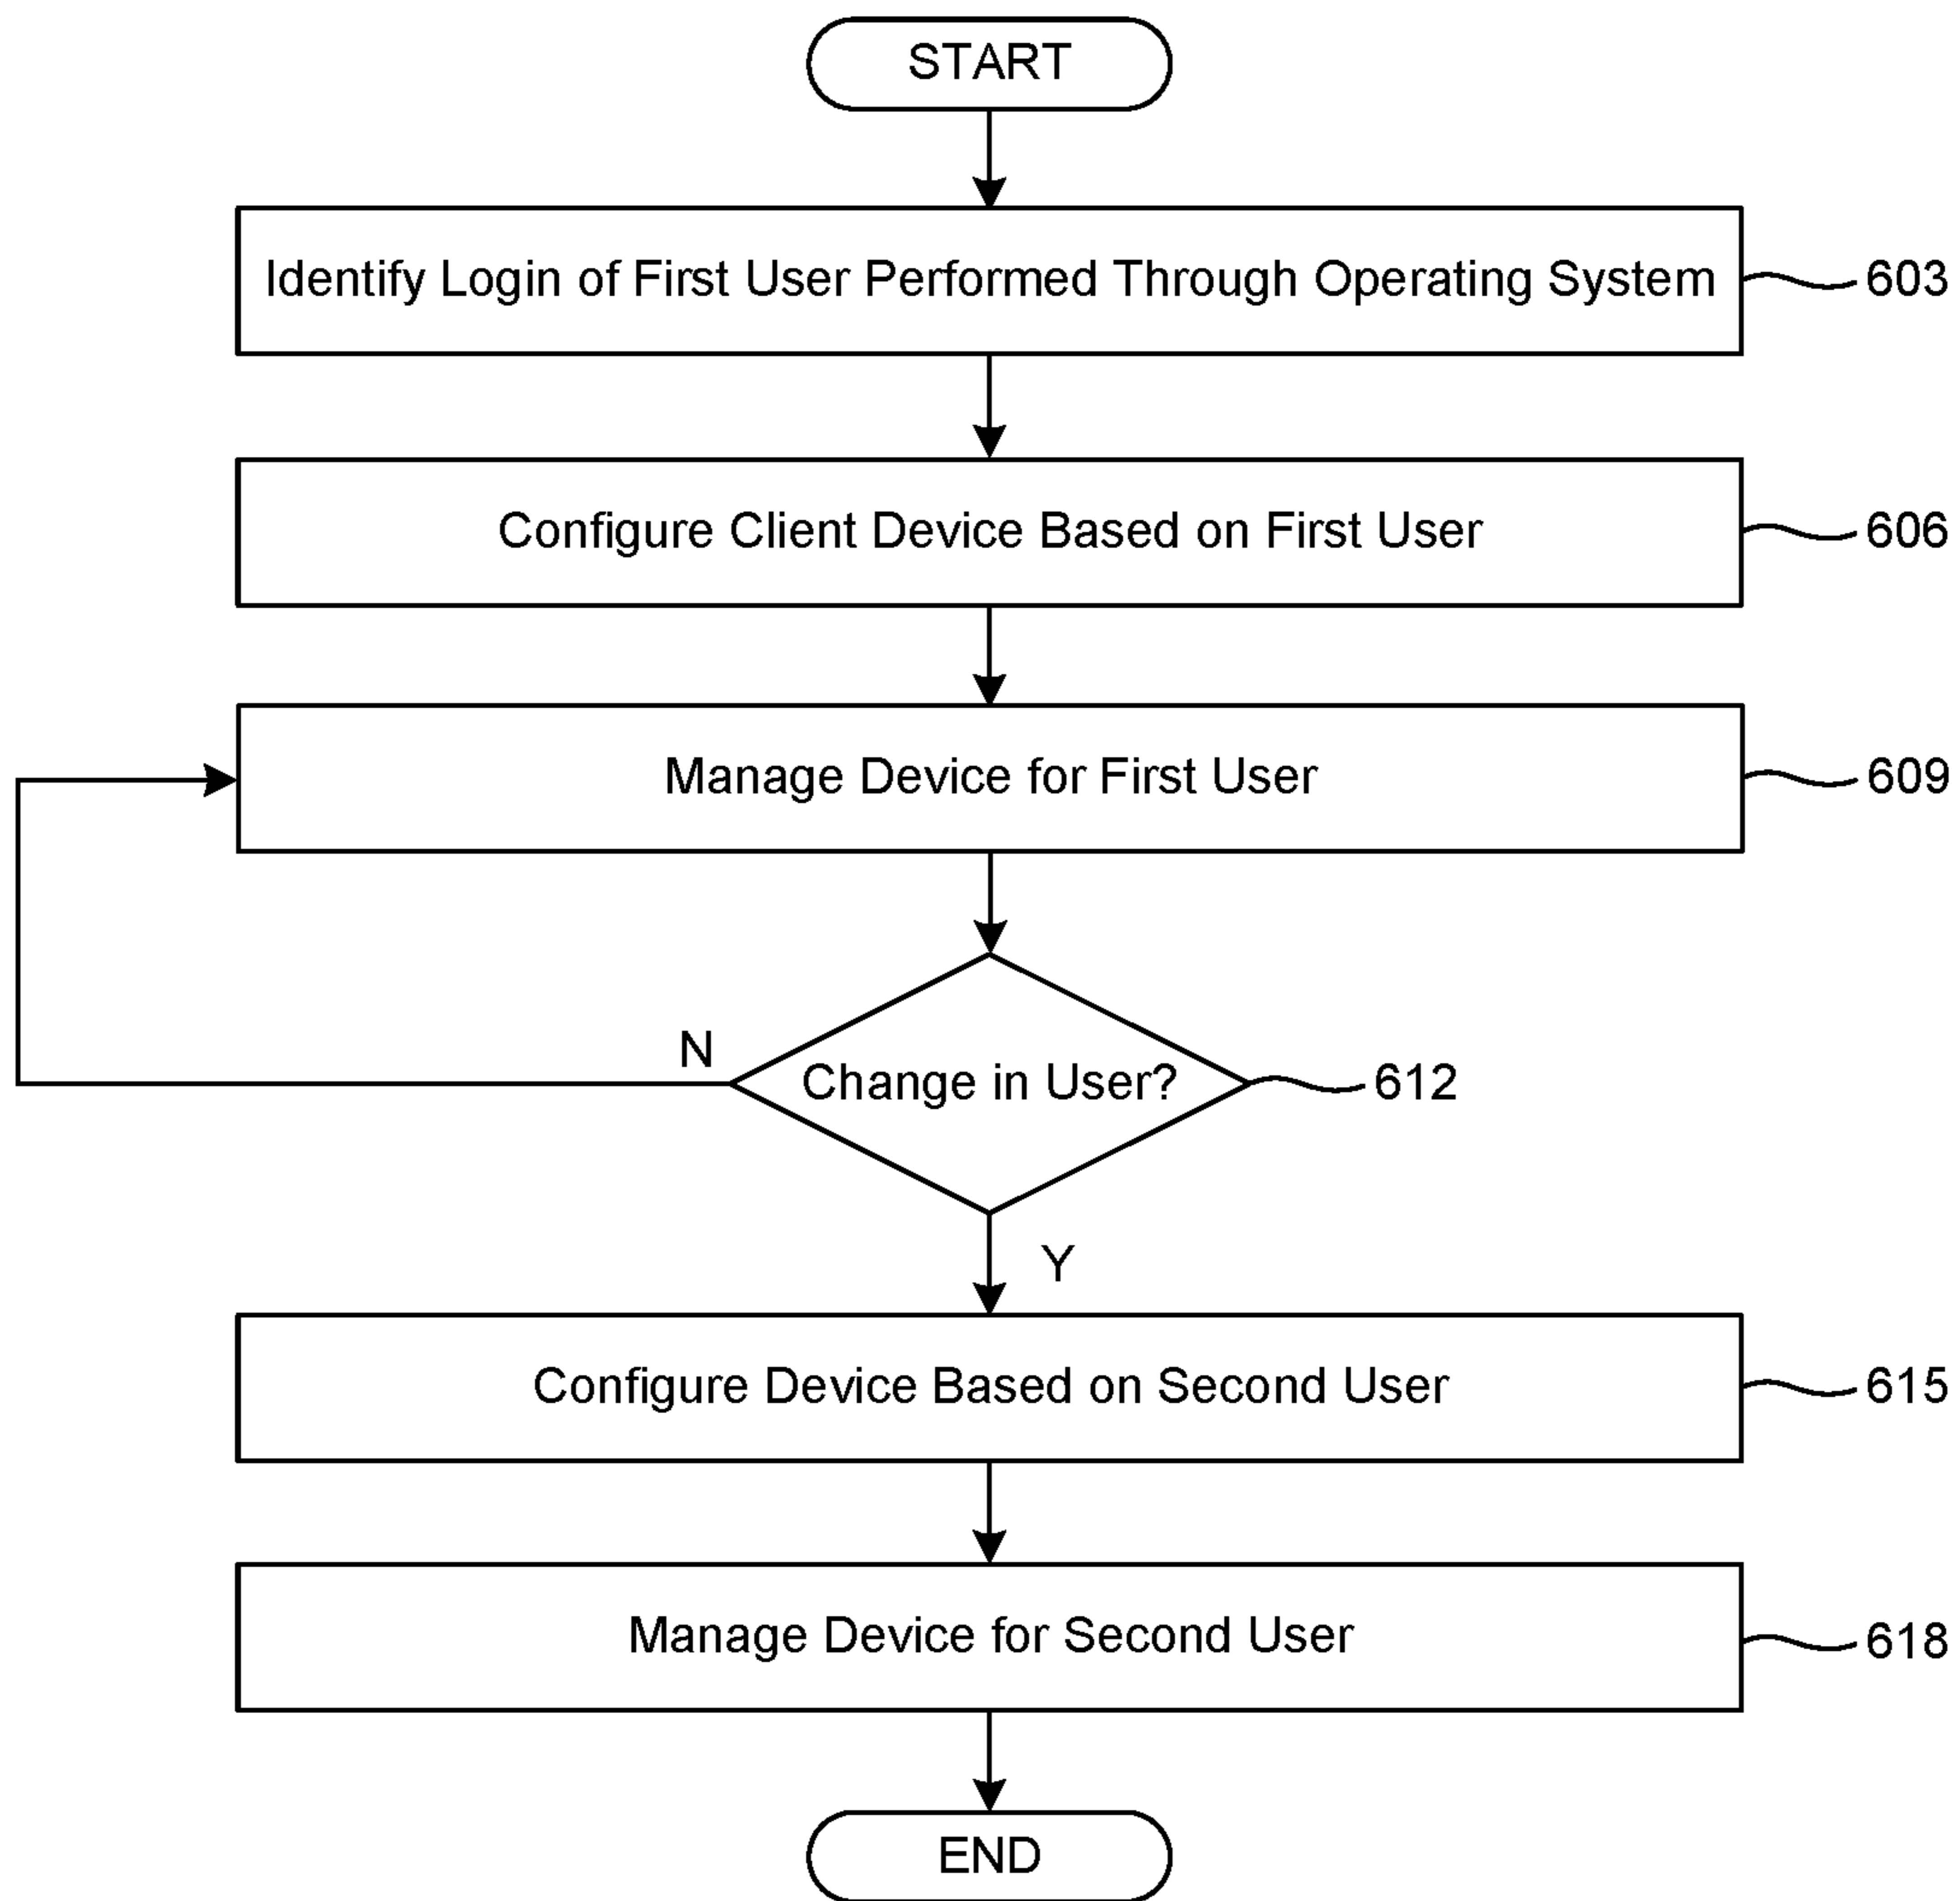 START
Identify Login of First User Performed Through Operating System
603
Configure Client Device Based on First User
606
Manage Device for First User
609
N
Change in User?
612
Y
Configure Device Based on Second User
615
Manage Device for Second User
618
END